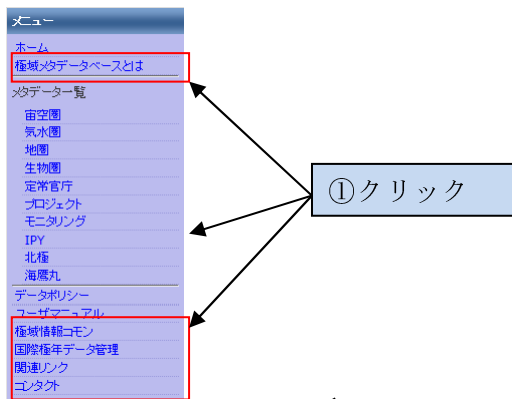 メニュー
ホーム
極域メタデータベースとは
メタデータ一覧
宙空圏
気水圏
地圏
生物圏
定常官庁
プロジェクト
モニタリング
IPY
北極
海鷹丸
データポリシー
ユーザマニュアル
極域情報コモン
国際極年データ管理
関連リンク
コンタクト
①クリック